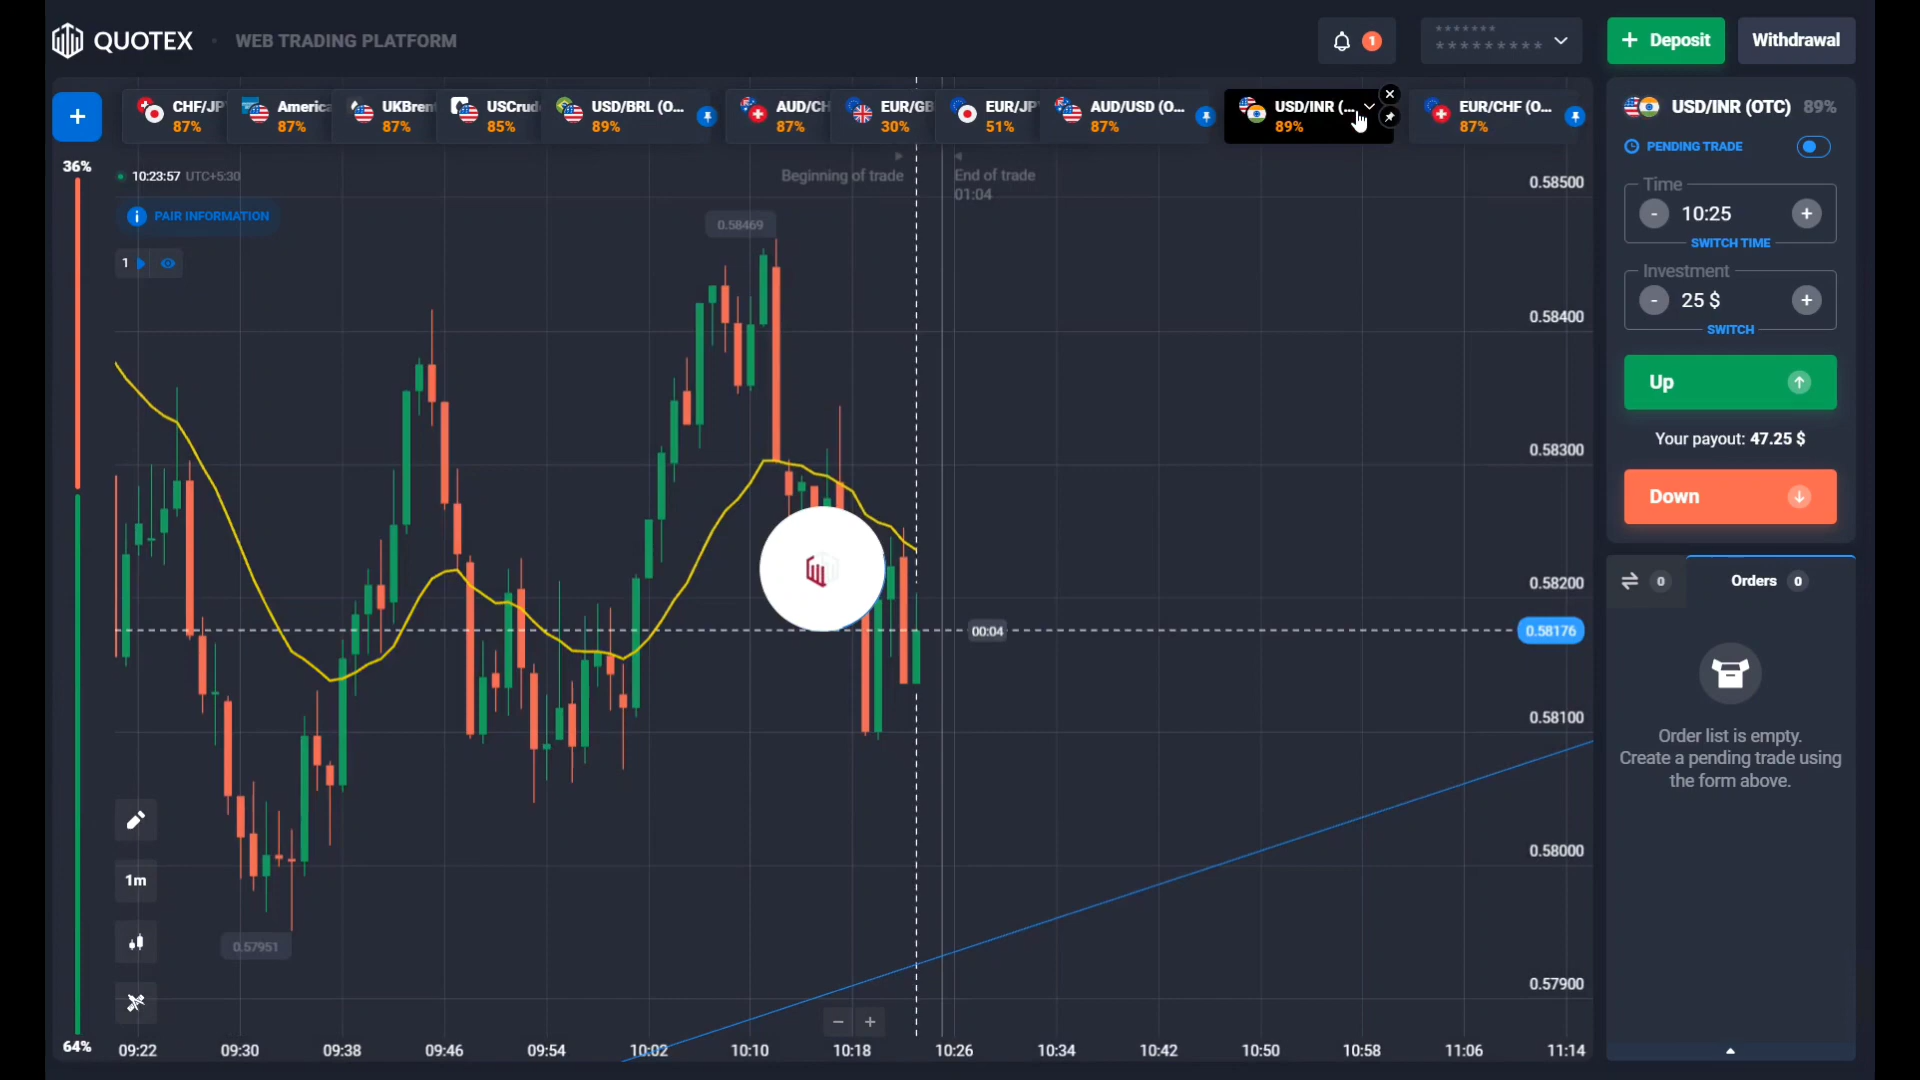 QUOTEX
WEB TRADING PLATFORM
1
*******
*********
+ Deposit
Withdrawal
+
CHF/JP
87%
America
87%
UKBren
87%
USCrud
85%
USD/BRL (O...
89%
AUD/CH
87%
EUR/GB
30%
EUR/JP
51%
AUD/USD (O...
87%
USD/INR (...
89%
EUR/CHF (O...
87%
USD/INR (OTC) 89%
PENDING TRADE
Time
- 10:25 +
SWITCH TIME
Investment
- 25 $ +
SWITCH
Up
Your payout: 47.25 $
Down
0
Orders 0
Order list is empty.
Create a pending trade using
the form above.
36%
10:23:57 UTC+5:30
PAIR INFORMATION
1
Beginning of trade
End of trade
01:04
0.58469
0.58500
0.58400
0.58300
0.58200
00:04
0.58176
0.58100
0.58000
0.57900
1m
0.57951
64%
09:22 09:30 09:38 09:46 09:54 10:02 10:10 10:18 10:26 10:34 10:42 10:50 10:58 11:06 11:14